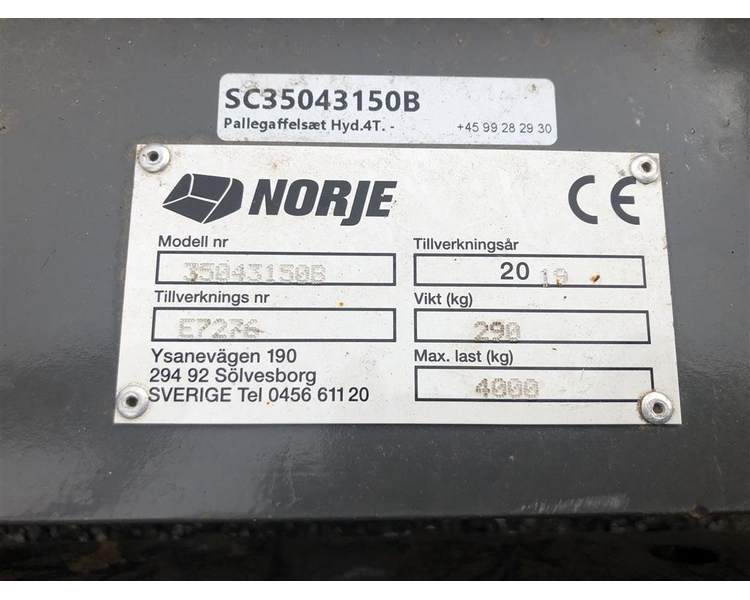 SC35043150B
Pallegaffelsæt Hyd.4T. - +45 99 28 29 30
NORJE CE
Modell nr
35043150B
Tillverkningsår
20 19
Tillverknings nr
E7276
Vikt (kg)
290
Max. last (kg)
4000
Ysanevägen 190
294 92 Sölvesborg
SVERIGE Tel 0456 611 20